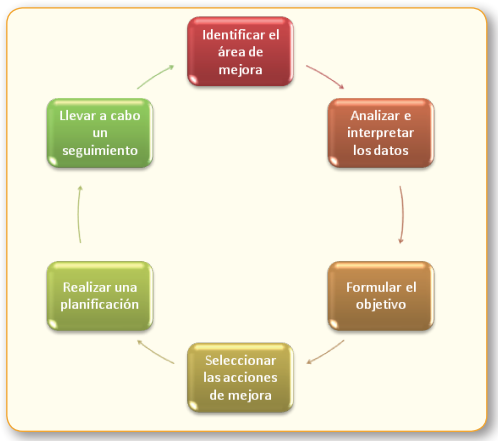 Identificar el
área de
mejora
Analizar e
interpretar
los datos
Formular el
objetivo
Seleccionar
las acciones
de mejora
Realizar una
planificación
Llevar a cabo
un
seguimiento